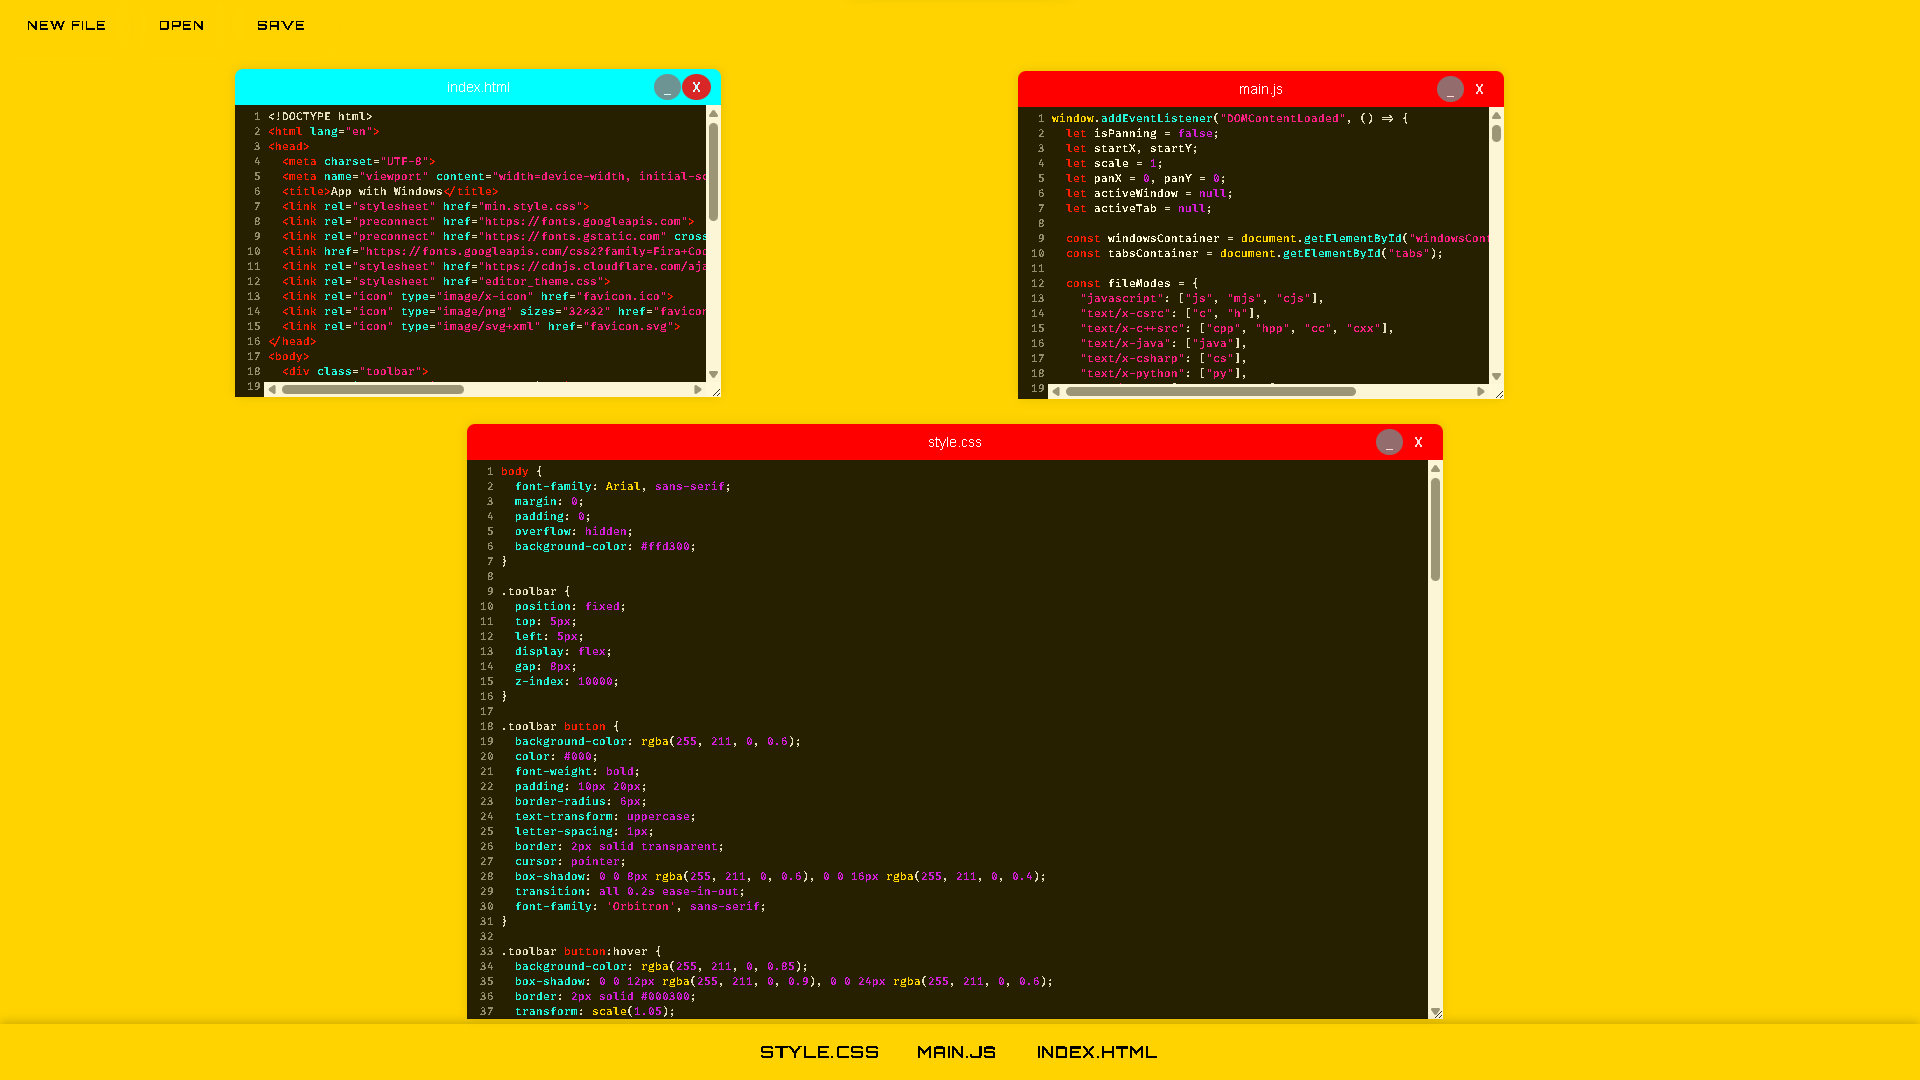 NEW FILE OPEN SAVE
index.html _ X
1 <!DOCTYPE html>
2 <html lang="en">
3 <head>
4 <meta charset="UTF-8">
5 <meta name="viewport" content="width=device-width, initial-sc
6 <title>App with Windows</title>
7 <link rel="stylesheet" href="min.style.css">
8 <link rel="preconnect" href="https://fonts.googleapis.com">
9 <link rel="preconnect" href="https://fonts.gstatic.com" cross
10 <link href="https://fonts.googleapis.com/css2?family=Fira+Cod
11 <link rel="stylesheet" href="https://cdnjs.cloudflare.com/aja
12 <link rel="stylesheet" href="editor_theme.css">
13 <link rel="icon" type="image/x-icon" href="favicon.ico">
14 <link rel="icon" type="image/png" sizes="32x32" href="favicon
15 <link rel="icon" type="image/svg+xml" href="favicon.svg">
16 </head>
17 <body>
18 <div class="toolbar">
19
main.js _ X
1 window.addEventListener("DOMContentLoaded", () => {
2 let isPanning = false;
3 let startX, startY;
4 let scale = 1;
5 let panX = 0, panY = 0;
6 let activeWindow = null;
7 let activeTab = null;
8
9 const windowsContainer = document.getElementById("windowsCont
10 const tabsContainer = document.getElementById("tabs");
11
12 const fileModes = {
13 "javascript": ["js", "mjs", "cjs"],
14 "text/x-csrc": ["c", "h"],
15 "text/x-c++src": ["cpp", "hpp", "cc", "cxx"],
16 "text/x-java": ["java"],
17 "text/x-csharp": ["cs"],
18 "text/x-python": ["py"],
19
style.css _ X
1 body {
2 font-family: Arial, sans-serif;
3 margin: 0;
4 padding: 0;
5 overflow: hidden;
6 background-color: #ffd300;
7 }
8
9 .toolbar {
10 position: fixed;
11 top: 5px;
12 left: 5px;
13 display: flex;
14 gap: 8px;
15 z-index: 10000;
16 }
17
18 .toolbar button {
19 background-color: rgba(255, 211, 0, 0.6);
20 color: #000;
21 font-weight: bold;
22 padding: 10px 20px;
23 border-radius: 6px;
24 text-transform: uppercase;
25 letter-spacing: 1px;
26 border: 2px solid transparent;
27 cursor: pointer;
28 box-shadow: 0 0 8px rgba(255, 211, 0, 0.6), 0 0 16px rgba(255, 211, 0, 0.4);
29 transition: all 0.2s ease-in-out;
30 font-family: 'Orbitron', sans-serif;
31 }
32
33 .toolbar button:hover {
34 background-color: rgba(255, 211, 0, 0.85);
35 box-shadow: 0 0 12px rgba(255, 211, 0, 0.9), 0 0 24px rgba(255, 211, 0, 0.6);
36 border: 2px solid #000300;
37 transform: scale(1.05);
STYLE.CSS MAIN.JS INDEX.HTML